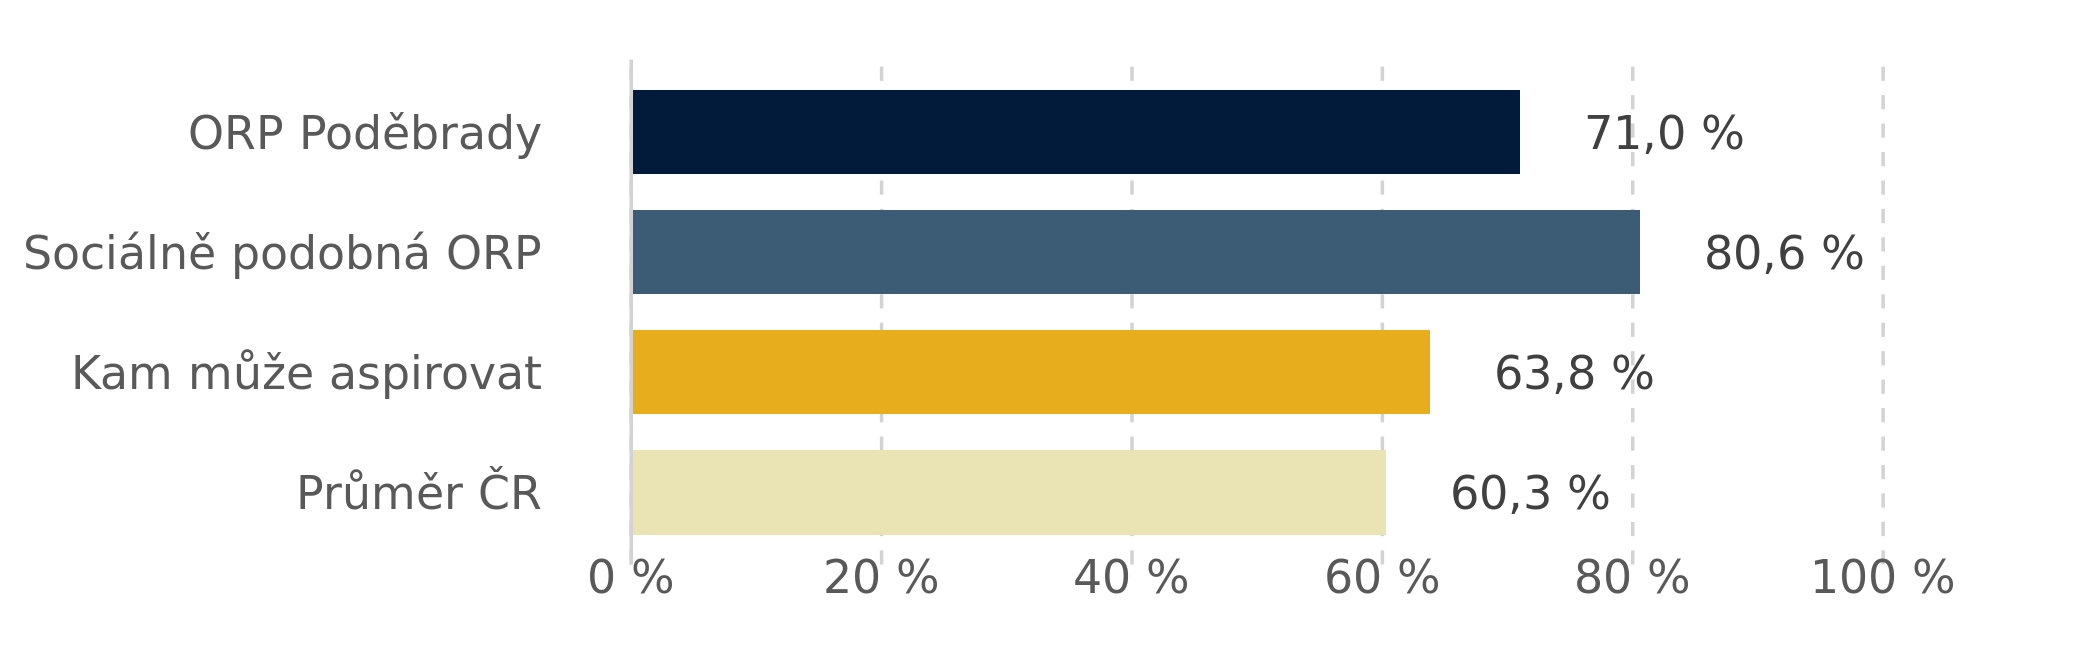 ORP Poděbrady 71,0 %
Sociálně podobná ORP 80,6 %
Kam může aspirovat 63,8 %
Průměr ČR 60,3 %
0 % 20 % 40 % 60 % 80 % 100 %